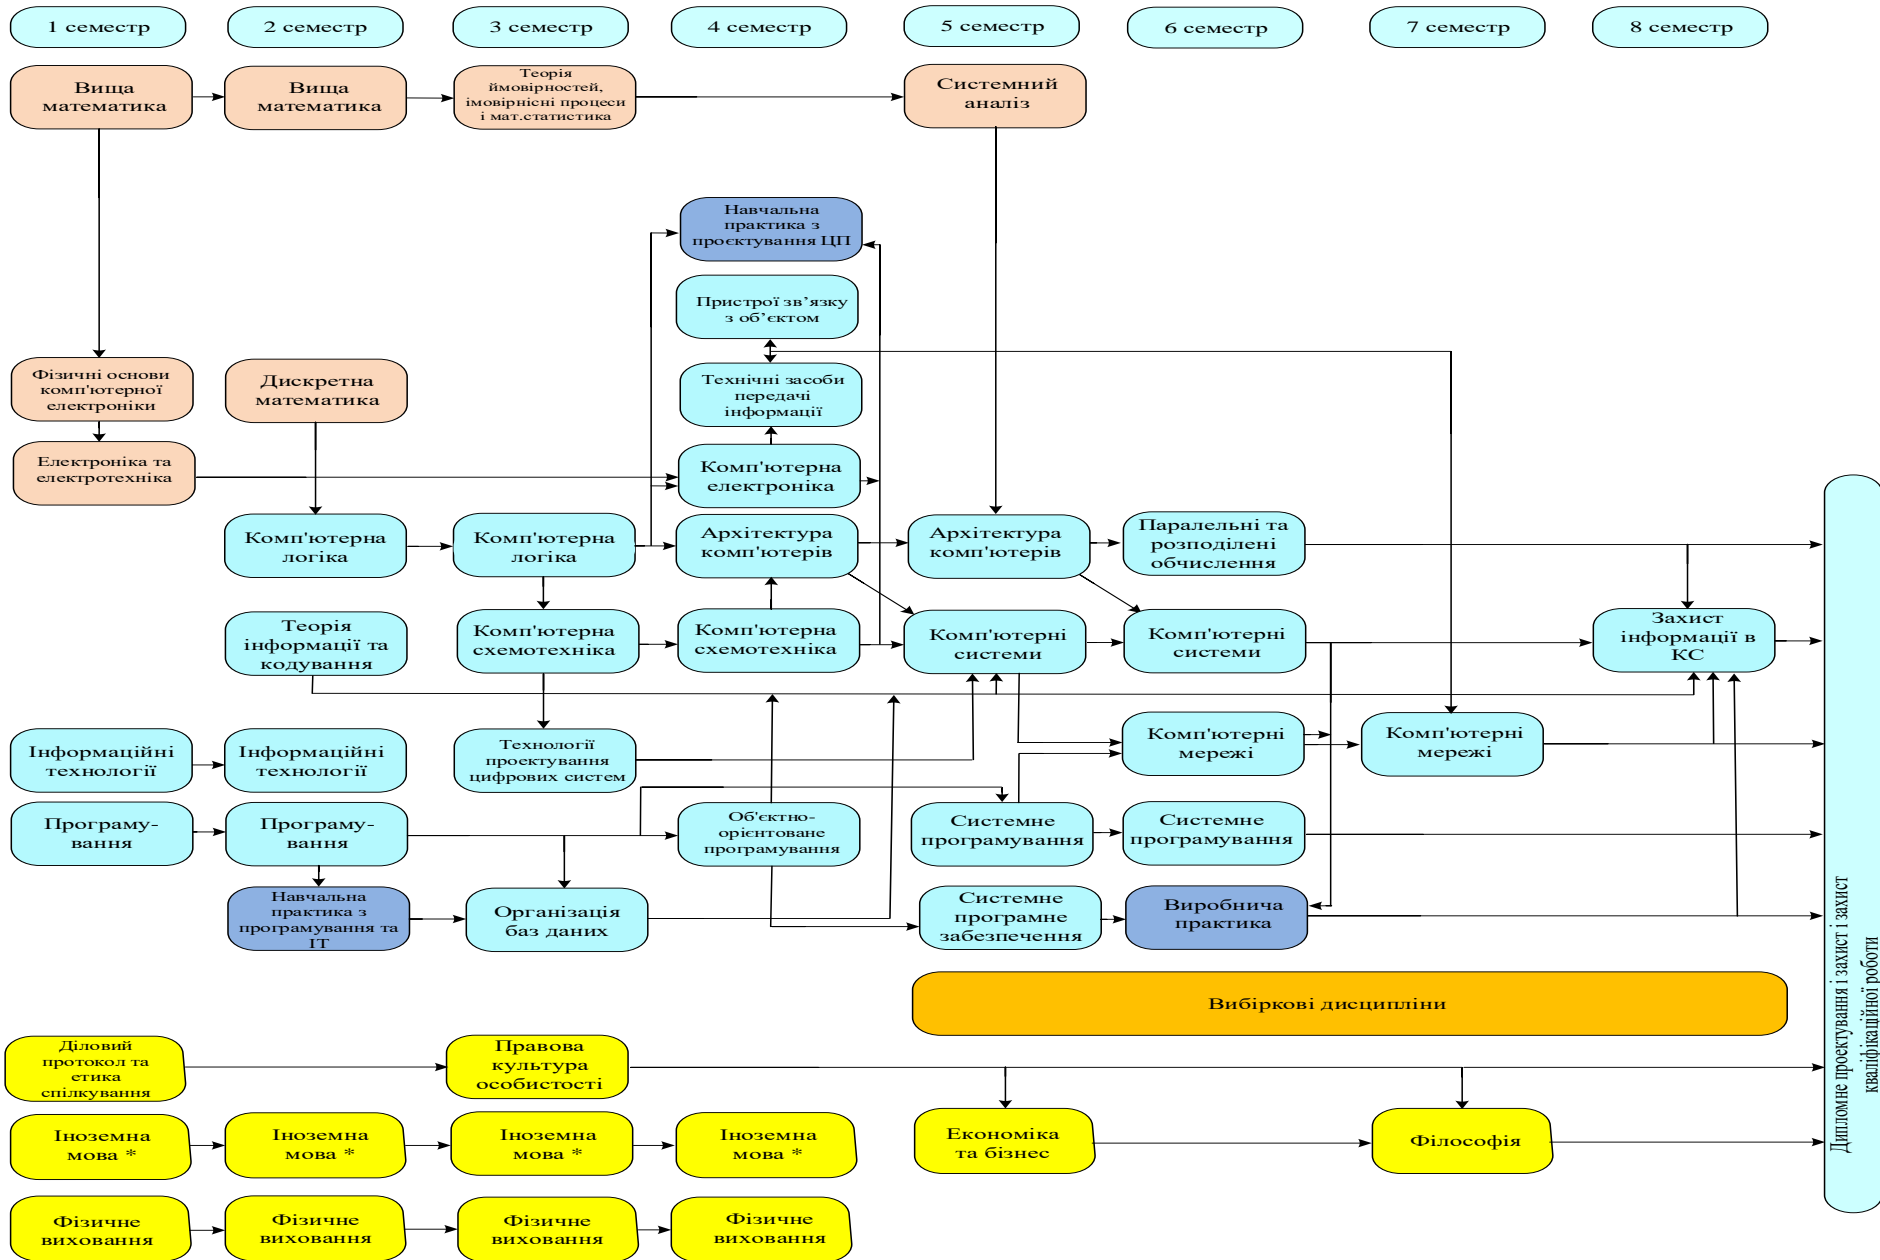 1 семестр
2 семестр
3 семестр
4 семестр
5 семестр
6 семестр
7 семестр
8 семестр
Вища
математика
Вища
математика
Теорія
ймовірностей,
імовірнісні процеси
і мат.статистика
Системний
аналіз
Навчальна
практика з
проєктування ЦП
Пристрої зв’язку
з об’єктом
Фізичні основи
комп'ютерної
електроніки
Дискретна
математика
Технічні засоби
передачі
інформації
Електроніка та
електротехніка
Комп'ютерна
електроніка
Комп'ютерна
логіка
Комп'ютерна
логіка
Архітектура
комп'ютерів
Архітектура
комп'ютерів
Паралельні та
розподілені
обчислення
Теорія
інформації та
кодування
Комп'ютерна
схемотехніка
Комп'ютерна
схемотехніка
Комп'ютерні
системи
Комп'ютерні
системи
Захист
інформації в
КС
Інформаційні
технології
Інформаційні
технології
Технології
проектування
цифрових систем
Комп'ютерні
мережі
Комп'ютерні
мережі
Програму-
вання
Програму-
вання
Об'єктно-
орієнтоване
програмування
Системне
програмування
Системне
програмування
Навчальна
практика з
програмування та
ІТ
Організація
баз даних
Системне
програмне
забезпечення
Виробнича
практика
Вибіркові дисципліни
Діловий
протокол та
етика
спілкування
Правова
культура
особистості
Іноземна
мова *
Іноземна
мова *
Іноземна
мова *
Іноземна
мова *
Економіка
та бізнес
Філософія
Фізичне
виховання
Фізичне
виховання
Фізичне
виховання
Фізичне
виховання
Дипломне проектування і захист і захист
кваліфікаційної роботи